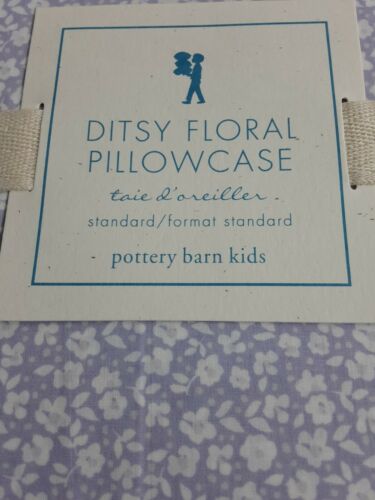 DITSY FLORAL
PILLOWCASE
taie d'oreiller
standard/format standard
pottery barn kids